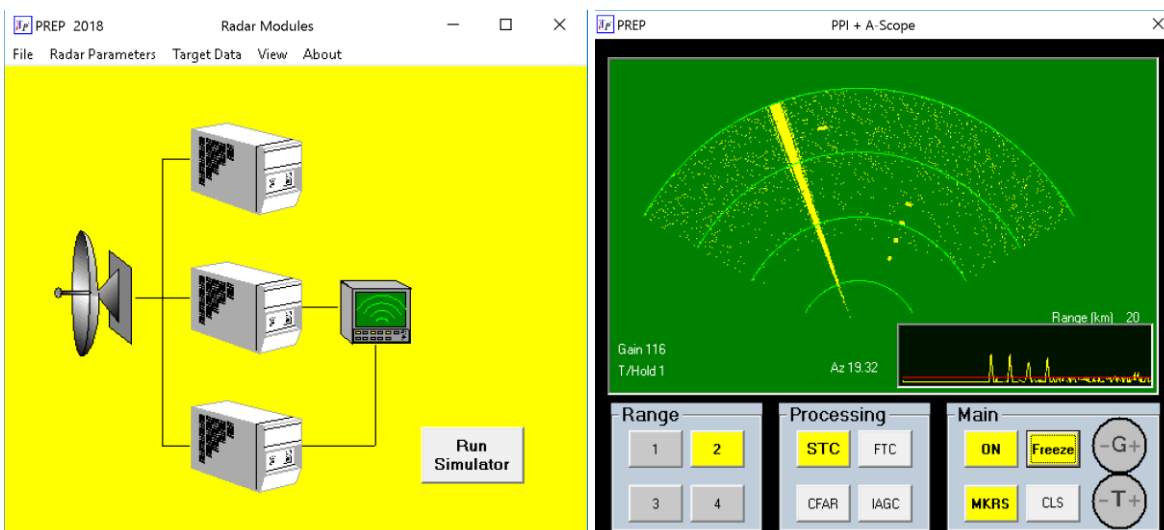 PREP 2018 Radar Modules
File Radar Parameters Target Data View About
Run
Simulator
PREP PPI + A-Scope
Range (km) 20
Gain 116
T/Hold 1
Az 19.32
Range
1 2
3 4
Processing
STC FTC
CFAR IAGC
Main
ON Freeze -G+
MKRS CLS -T+